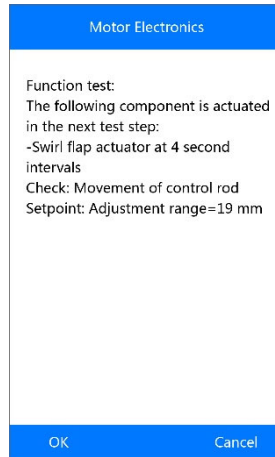 Motor Electronics
Function test:
The following component is actuated
in the next test step:
-Swirl flap actuator at 4 second
intervals
Check: Movement of control rod
Setpoint: Adjustment range=19 mm
OK
Cancel